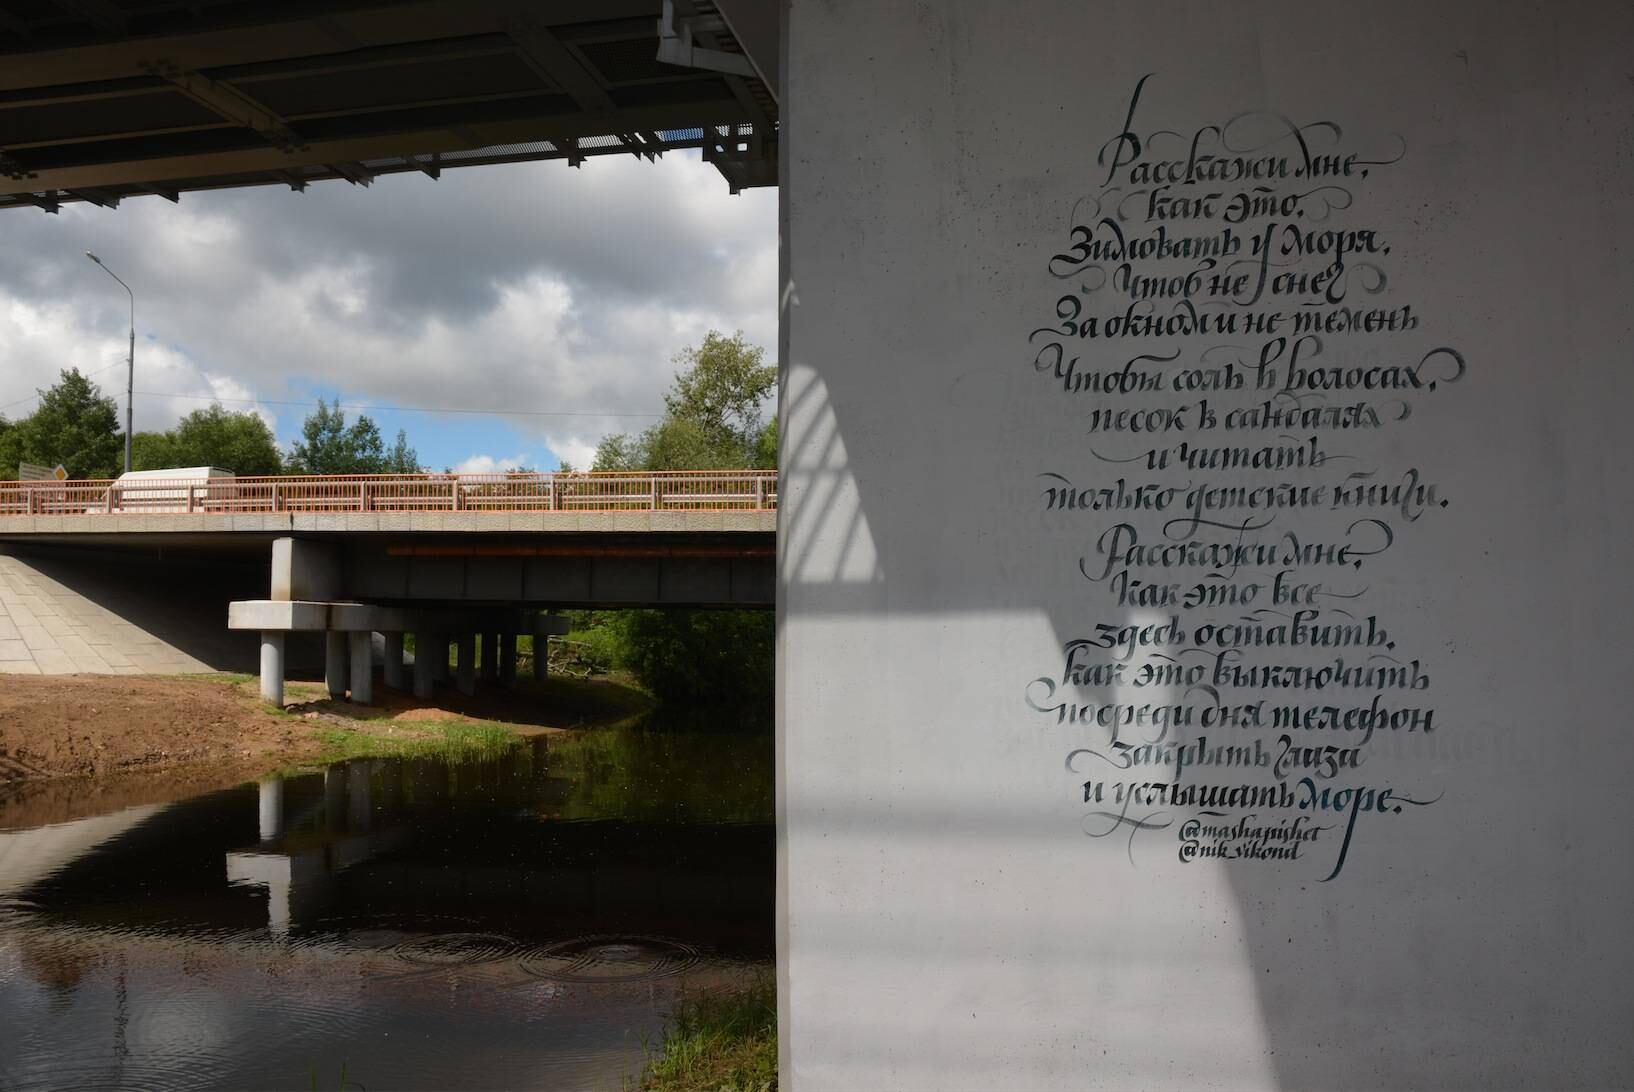 Расскажи мне,
как это,
Зимовать у моря,
Чтоб не снег
За окном и не темень
Чтобы соль в волосах,
песок в сандалях
и читать
только детские книги.
Расскажи мне,
Как это все
здесь оставить,
как это выключить
посреди дня телефон
закрыть глаза
и услышать море.
@mashapishet
@nik_vikond